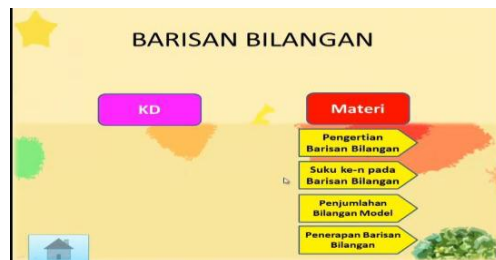 BARISAN BILANGAN
KD
Materi
Pengertian
Barisan Bilangan
Suku ke-n pada
Barisan Bilangan
Penjumlahan
Bilangan Model
Penerapan Barisan
Bilangan